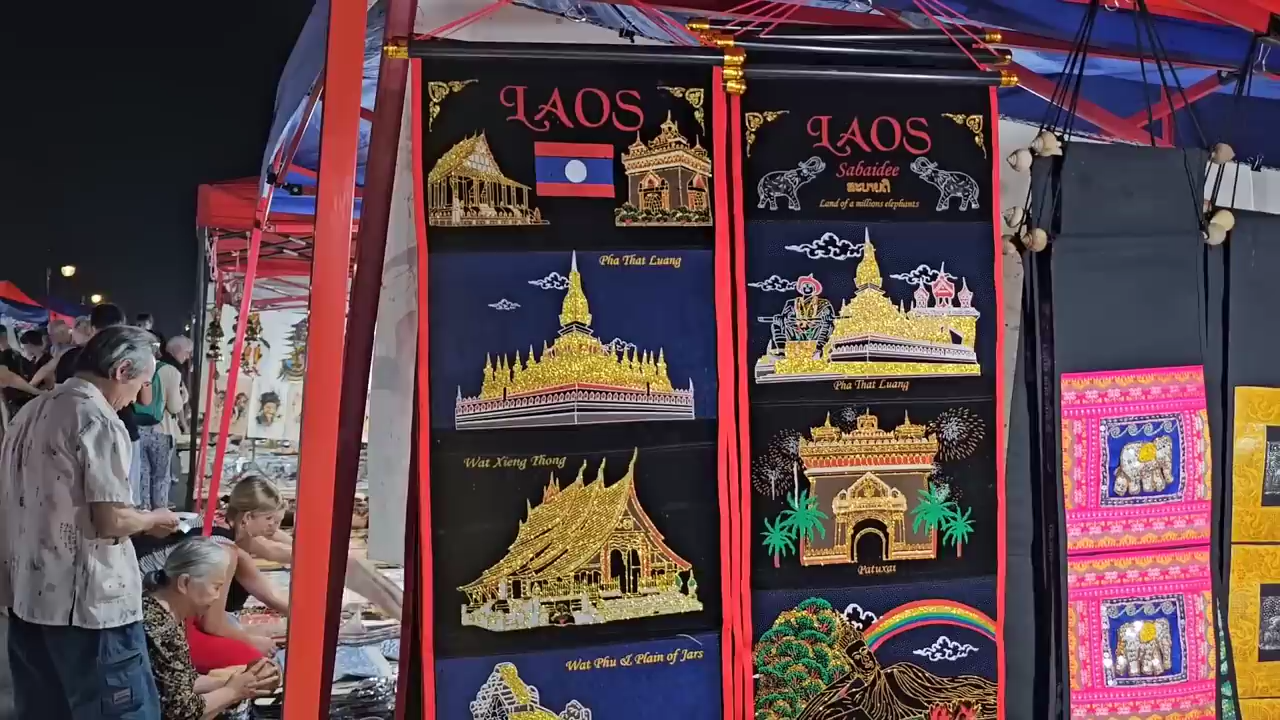 LAOS
Pha That Luang
Wat Xieng Thong
Wat Phu & Plain of Jars
LAOS
Sabaidee
ສະບາຍດີ
Land of a millions elephants
Pha That Luang
Patuxat